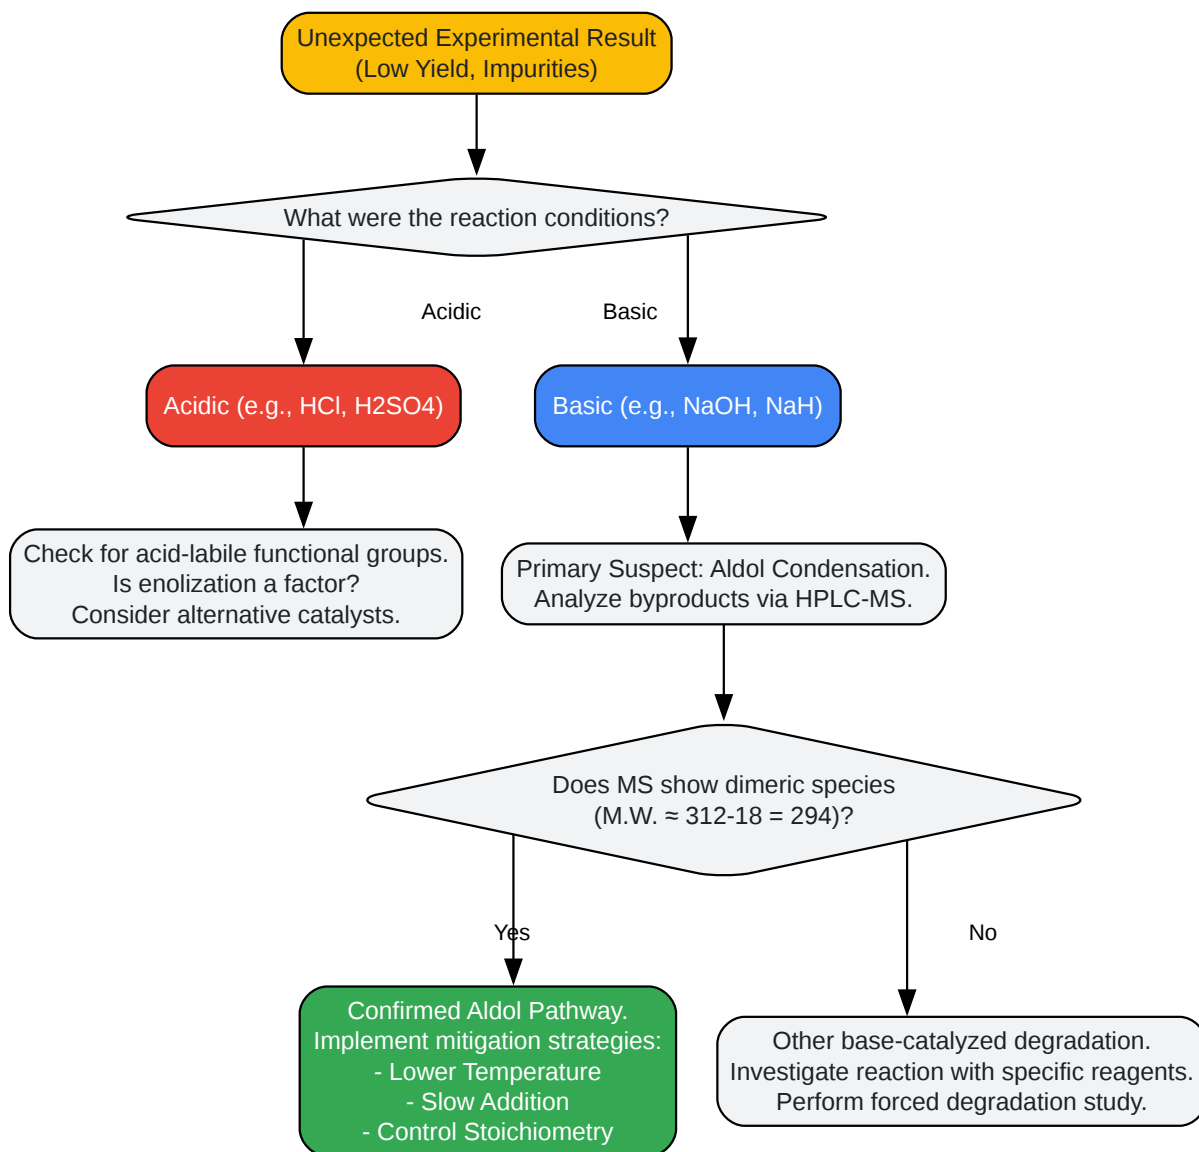 Unexpected Experimental Result
(Low Yield, Impurities)
What were the reaction conditions?
Acidic
Basic
Acidic (e.g., HCl, H2SO4)
Basic (e.g., NaOH, NaH)
Check for acid-labile functional groups.
Is enolization a factor?
Consider alternative catalysts.
Primary Suspect: Aldol Condensation.
Analyze byproducts via HPLC-MS.
Does MS show dimeric species
(M.W. ≈ 312-18 = 294)?
Yes
No
Confirmed Aldol Pathway.
Implement mitigation strategies:
- Lower Temperature
- Slow Addition
- Control Stoichiometry
Other base-catalyzed degradation.
Investigate reaction with specific reagents.
Perform forced degradation study.